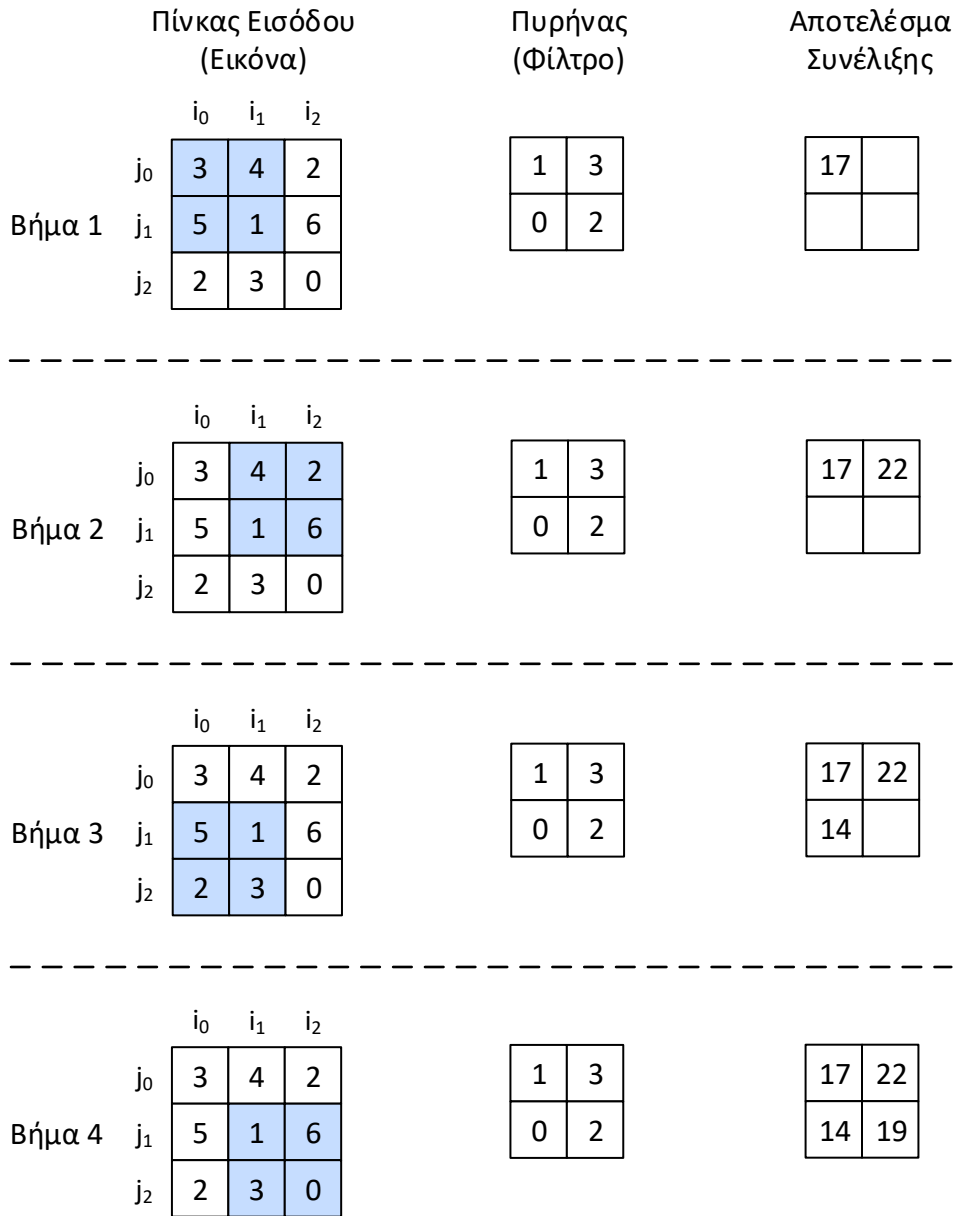 Πίνκας Εισόδου Πυρήνας Αποτελέσμα
(Εικόνα) (Φίλτρο) Συνέλιξης
i₀ i₁ i₂
j₀ 3 4 2 1 3 17
Βήμα 1 j₁ 5 1 6 0 2
j₂ 2 3 0
i₀ i₁ i₂
j₀ 3 4 2 1 3 17 22
Βήμα 2 j₁ 5 1 6 0 2
j₂ 2 3 0
i₀ i₁ i₂
j₀ 3 4 2 1 3 17 22
Βήμα 3 j₁ 5 1 6 0 2 14
j₂ 2 3 0
i₀ i₁ i₂
j₀ 3 4 2 1 3 17 22
Βήμα 4 j₁ 5 1 6 0 2 14 19
j₂ 2 3 0